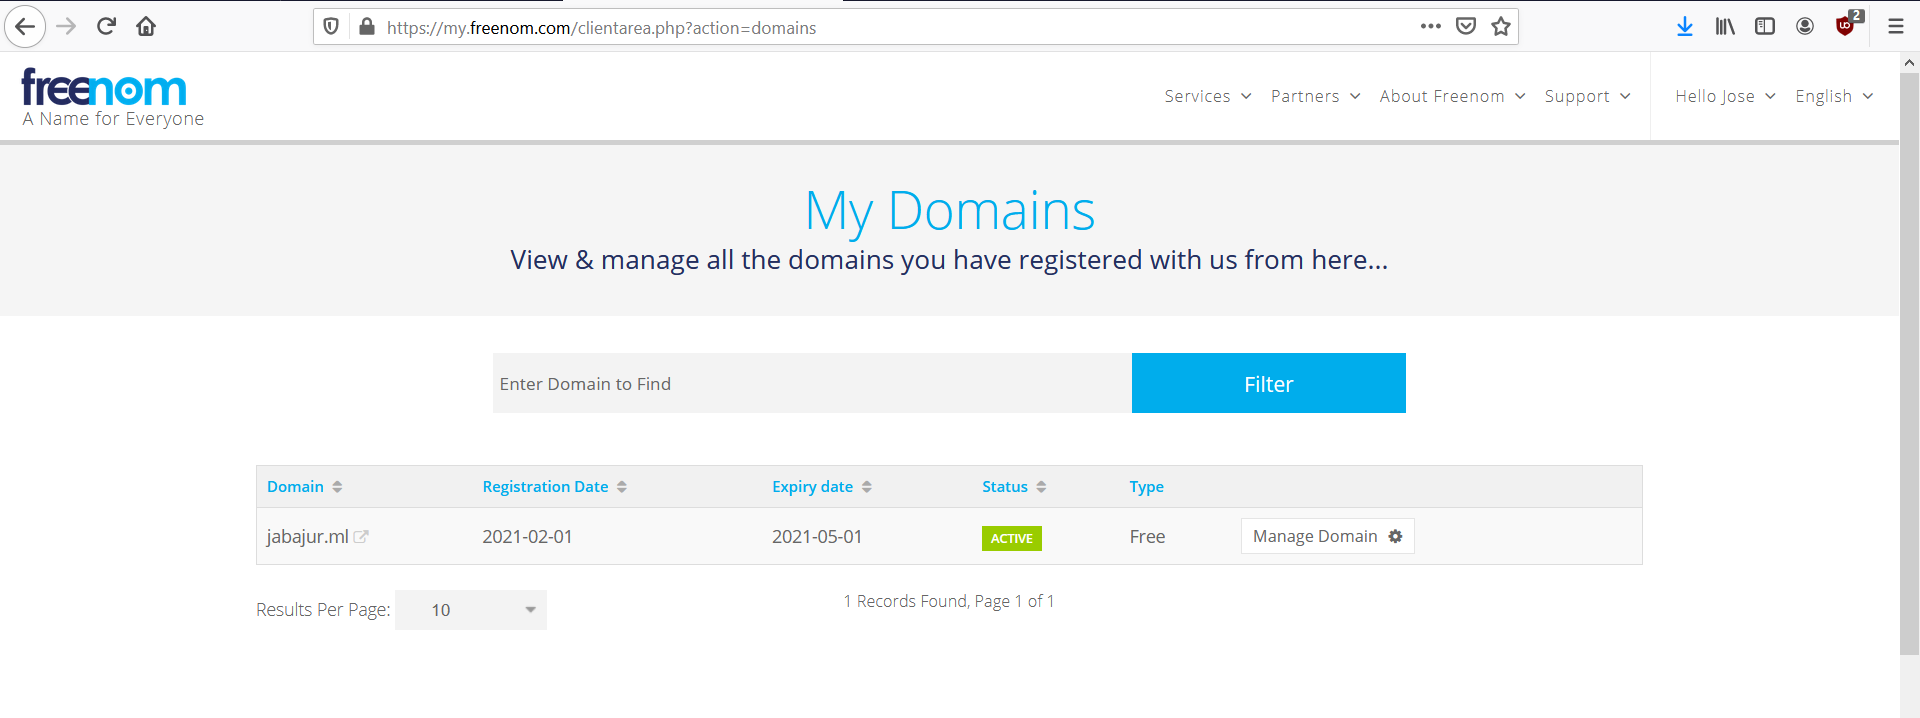 https://my.freenom.com/clientarea.php?action=domains
2
freenom
A Name for Everyone
Services Partners About Freenom Support Hello Jose English
My Domains
View & manage all the domains you have registered with us from here...
Enter Domain to Find Filter
Domain Registration Date Expiry date Status Type
jabajur.ml 2021-02-01 2021-05-01 ACTIVE Free Manage Domain
Results Per Page: 10 1 Records Found, Page 1 of 1